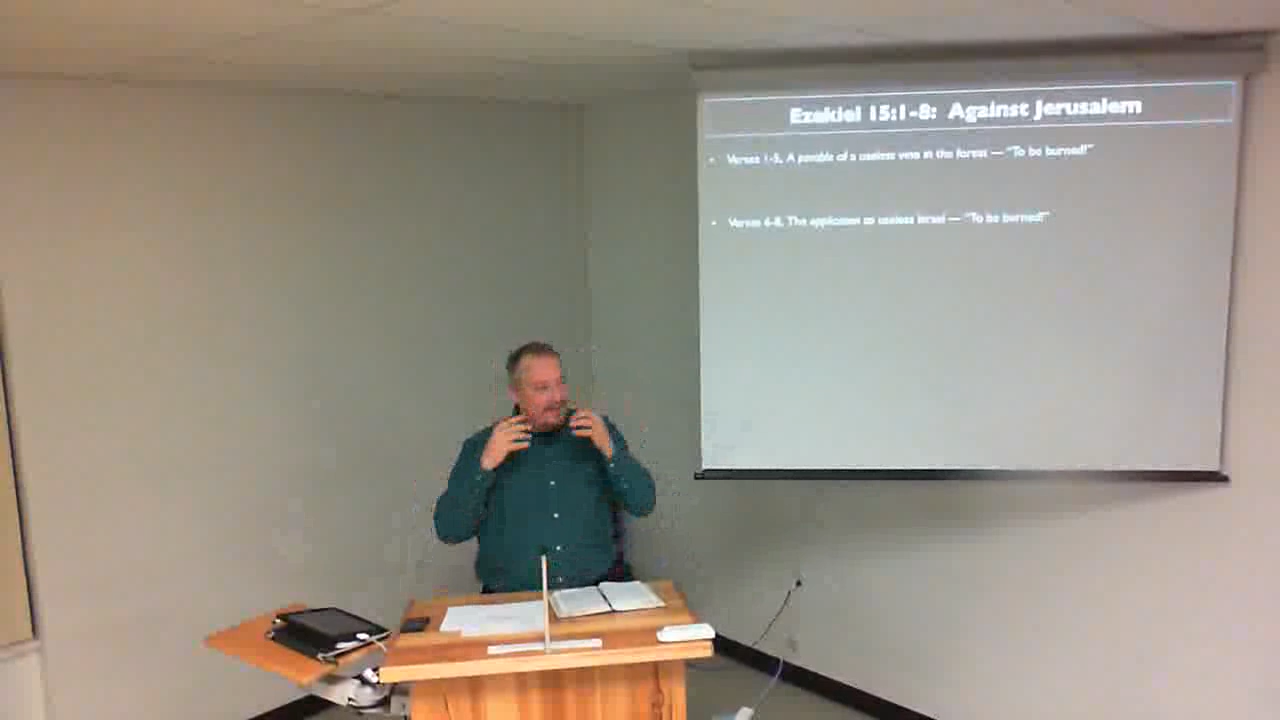 Ezekiel 15:1-8: Against Jerusalem
• Verses 1-5, A parable of a useless vine in the forest — "To be burned!"
• Verses 6-8, The application to useless Israel — "To be burned!"